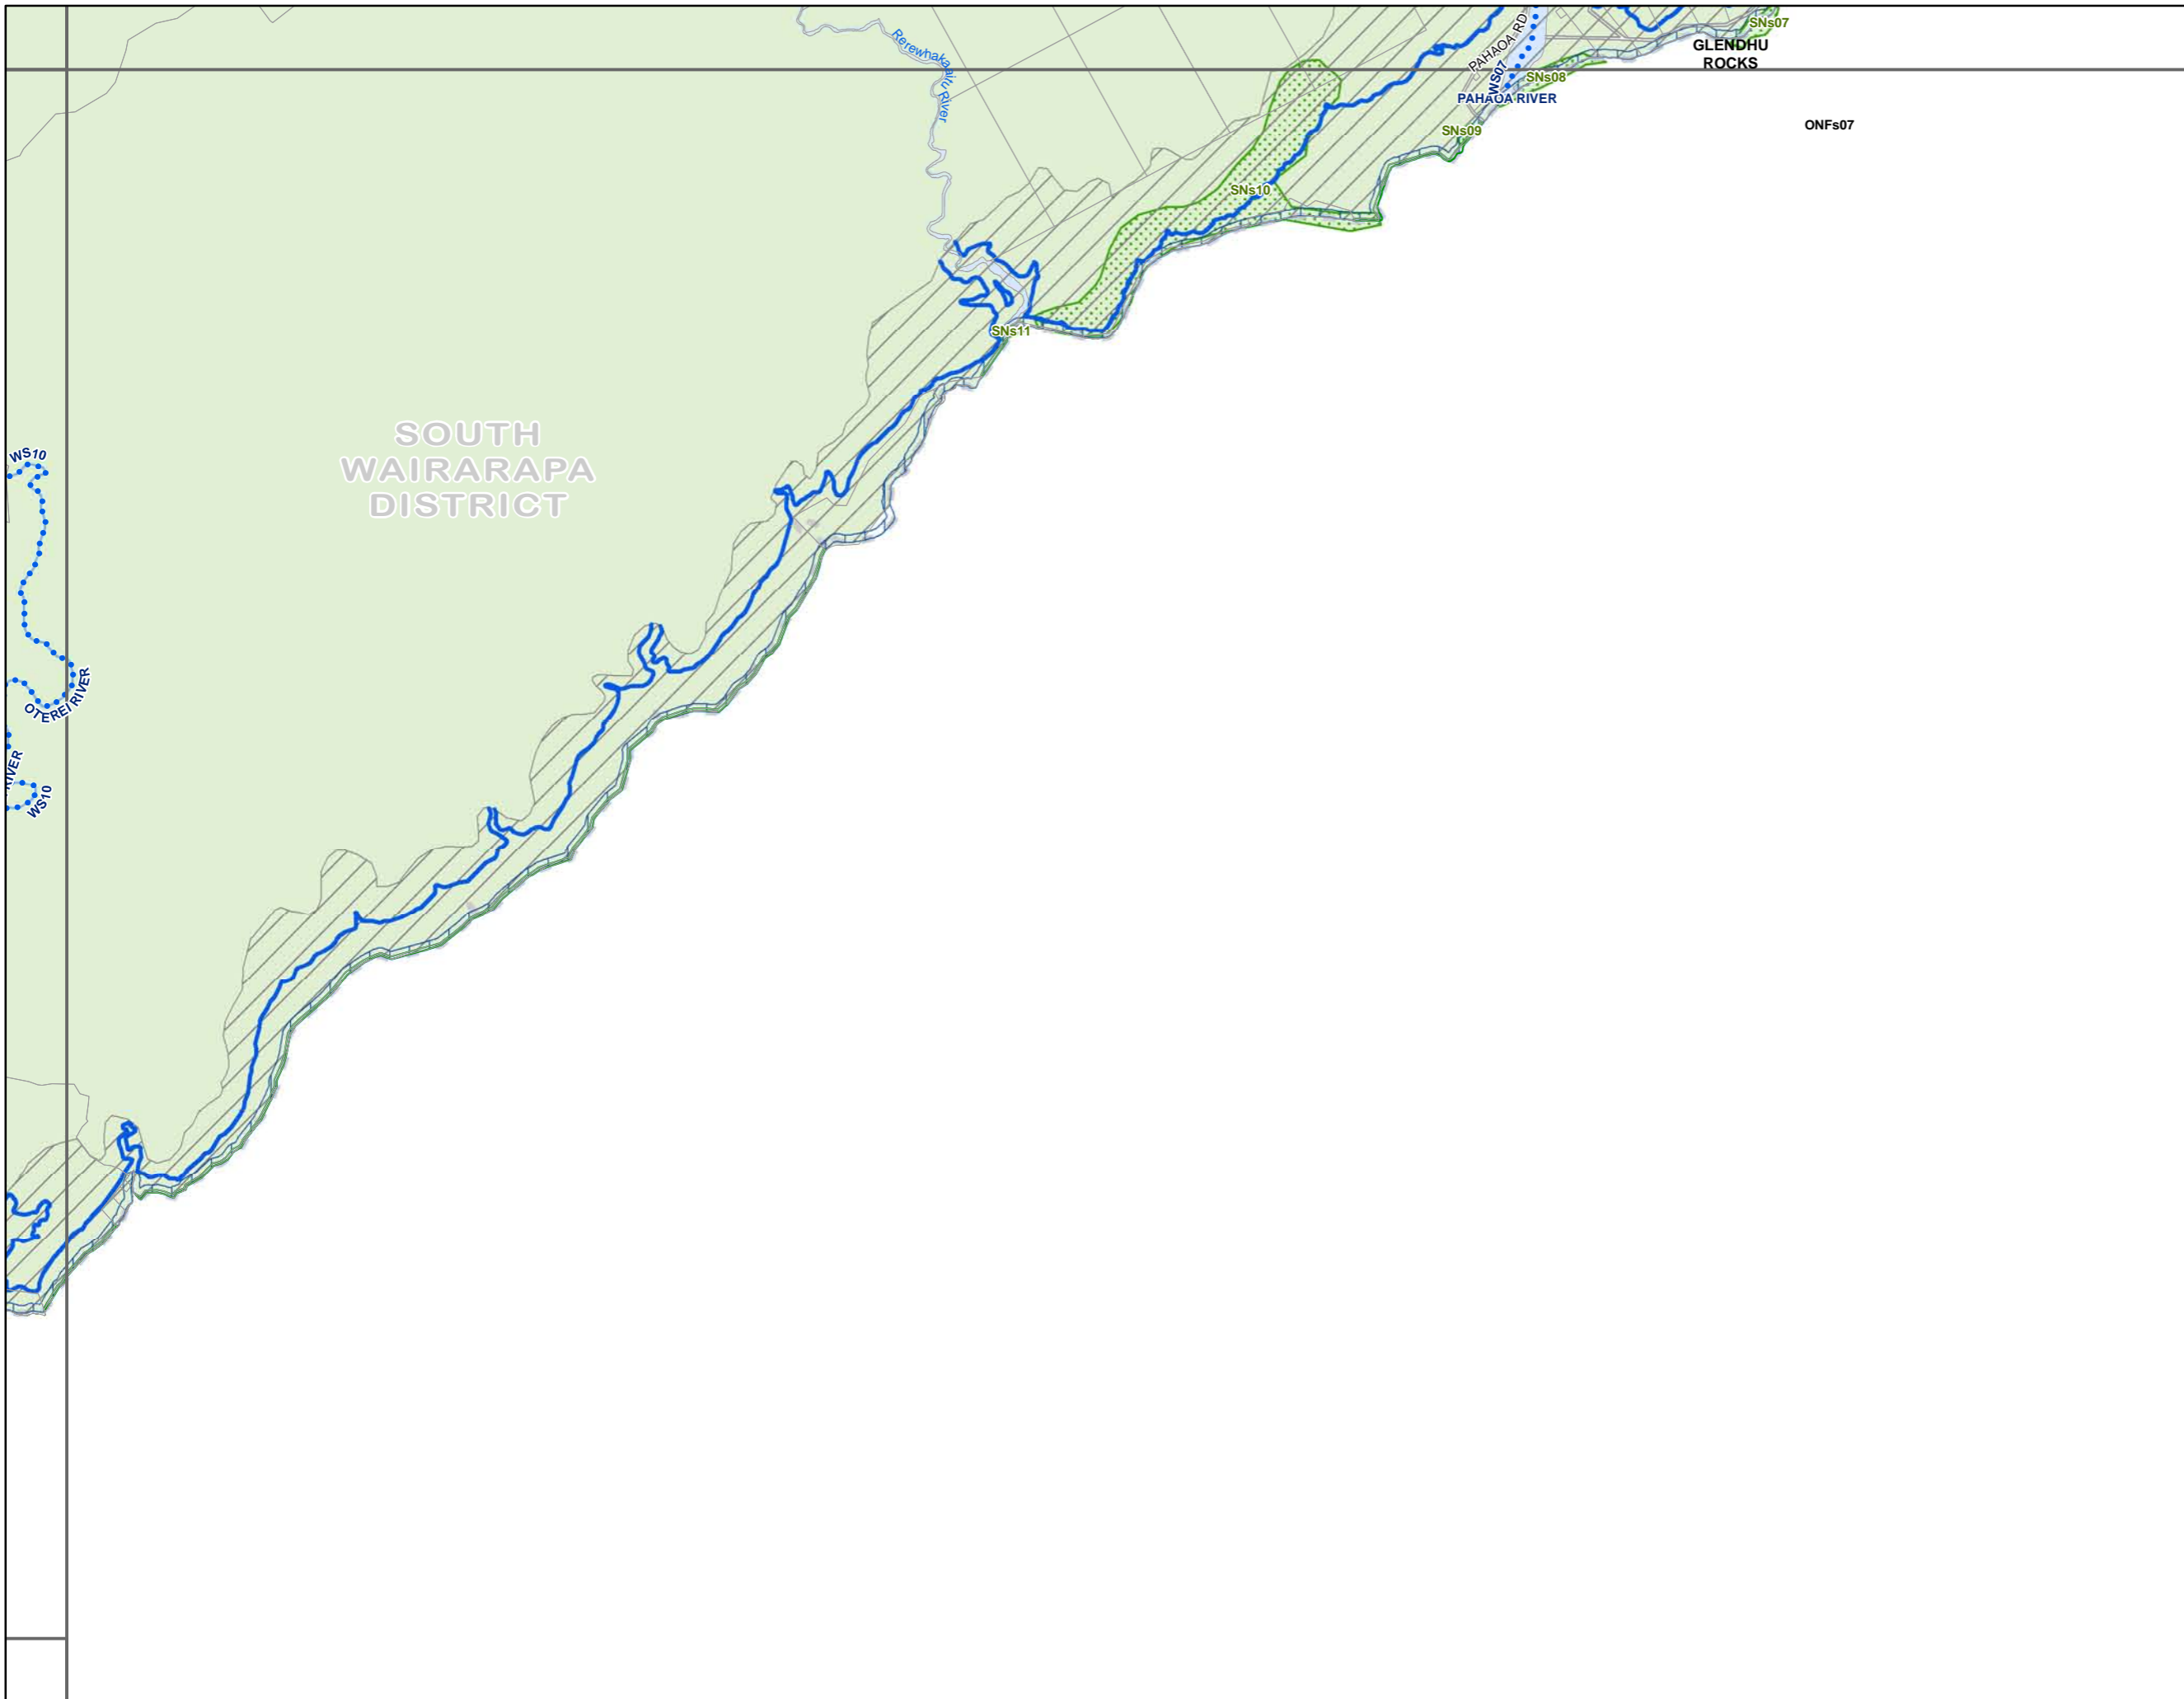 SNs07
GLENDHU
ROCKS
PAHAOA RD
Rerewhakaaitu River
WS07
SNs08
PAHAOA RIVER
ONFs07
SNs09
SNs10
SNs11
SOUTH
WAIRARAPA
DISTRICT
WS10
OTEREI RIVER
RIVER
WS10